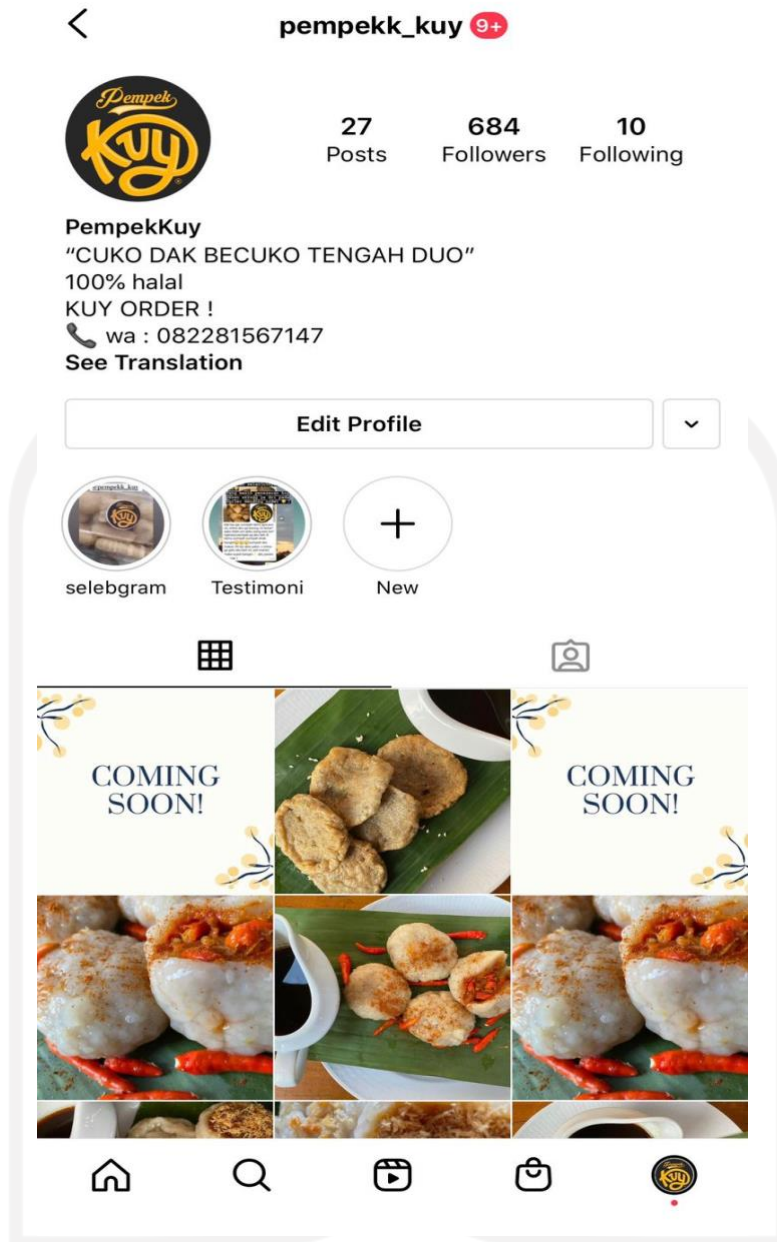 pempekk_kuy 9+
Pempek
Kuy
27 684 10
Posts Followers Following
PempekKuy
“CUKO DAK BECUKO TENGAH DUO”
100% halal
KUY ORDER !
wa : 082281567147
See Translation
Edit Profile
@pempekk_kuy
selebgram Testimoni New
COMING
SOON!
COMING
SOON!